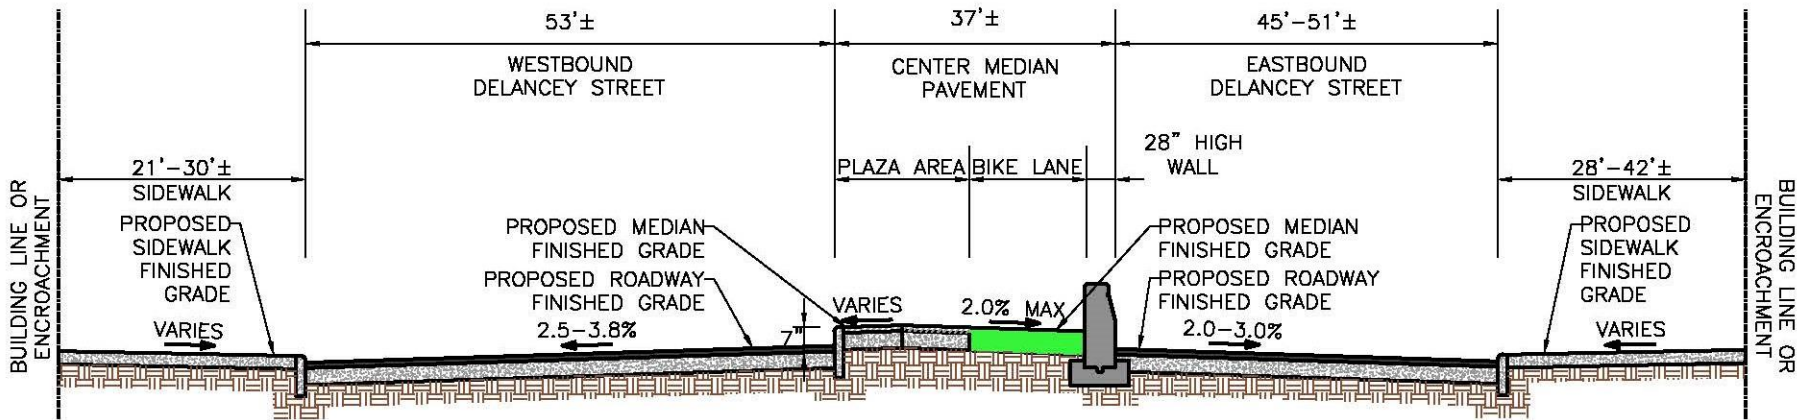 53'±
37'±
45'-51'±
WESTBOUND
DELANCEY STREET
CENTER MEDIAN
PAVEMENT
EASTBOUND
DELANCEY STREET
28" HIGH
WALL
PLAZA AREA
BIKE LANE
21'-30'±
SIDEWALK
28'-42'±
SIDEWALK
BUILDING LINE OR
ENCROACHMENT
PROPOSED
SIDEWALK
FINISHED
GRADE
PROPOSED MEDIAN
FINISHED GRADE
PROPOSED ROADWAY
FINISHED GRADE
PROPOSED MEDIAN
FINISHED GRADE
PROPOSED ROADWAY
FINISHED GRADE
PROPOSED
SIDEWALK
FINISHED
GRADE
BUILDING LINE OR
ENCROACHMENT
VARIES
2.5-3.8%
7"
VARIES
2.0% MAX
2.0-3.0%
VARIES